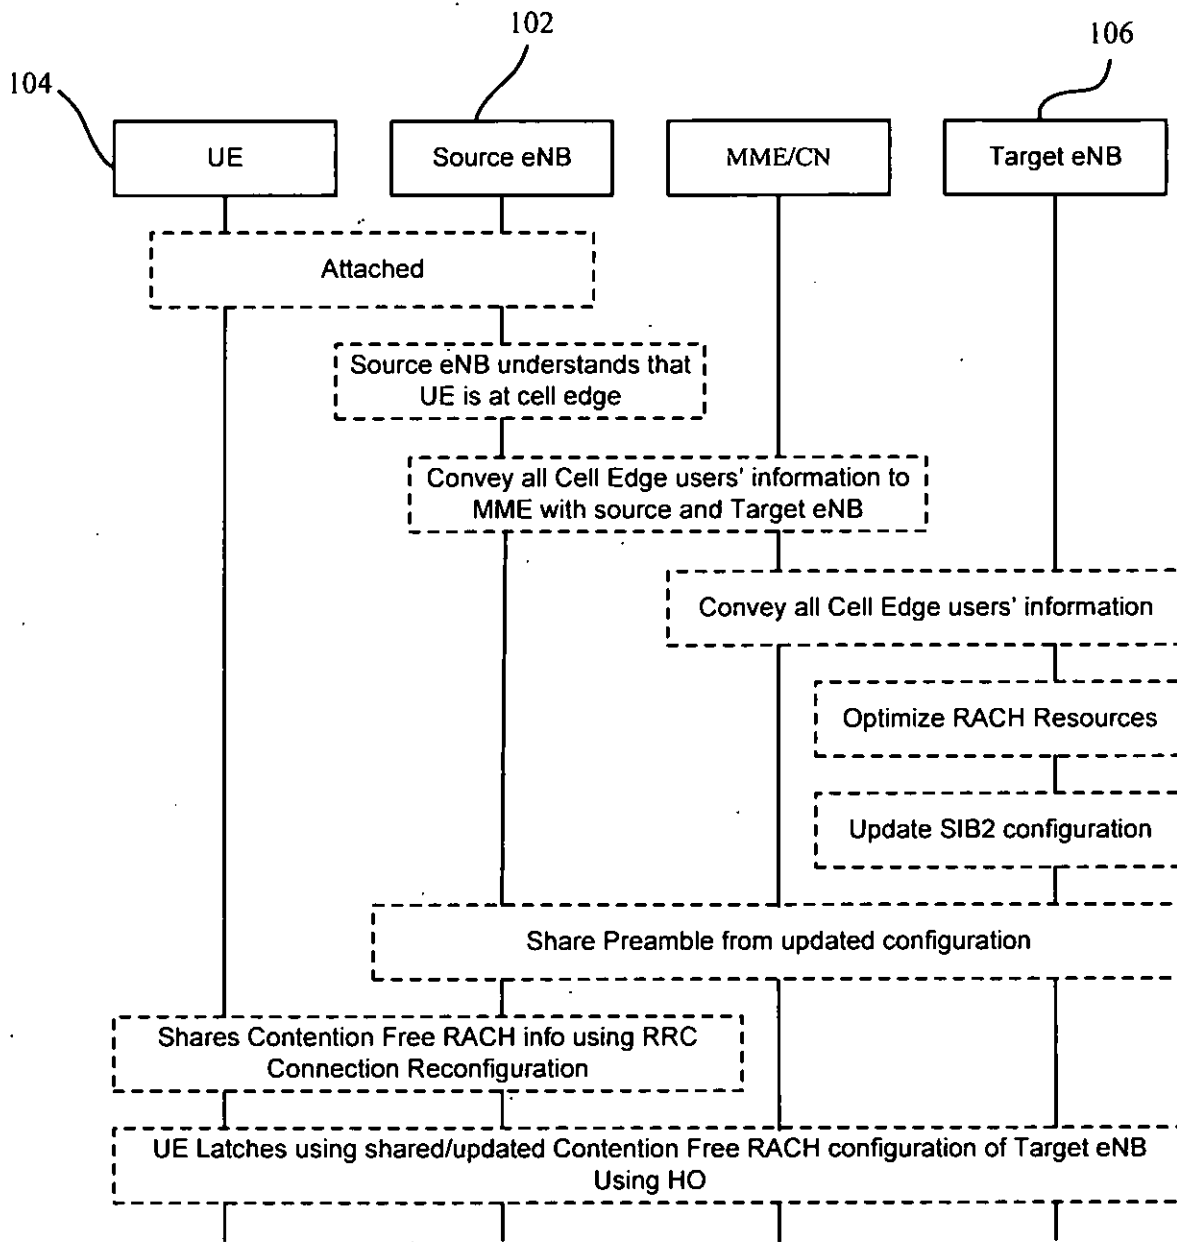 102
106
104
UE
Source eNB
MME/CN
Target eNB
Attached
Source eNB understands that
UE is at cell edge
Convey all Cell Edge users' information to
MME with source and Target eNB
Convey all Cell Edge users' information
Optimize RACH Resources
Update SIB2 configuration
Share Preamble from updated configuration
Shares Contention Free RACH info using RRC
Connection Reconfiguration
UE Latches using shared/updated Contention Free RACH configuration of Target eNB
Using HO